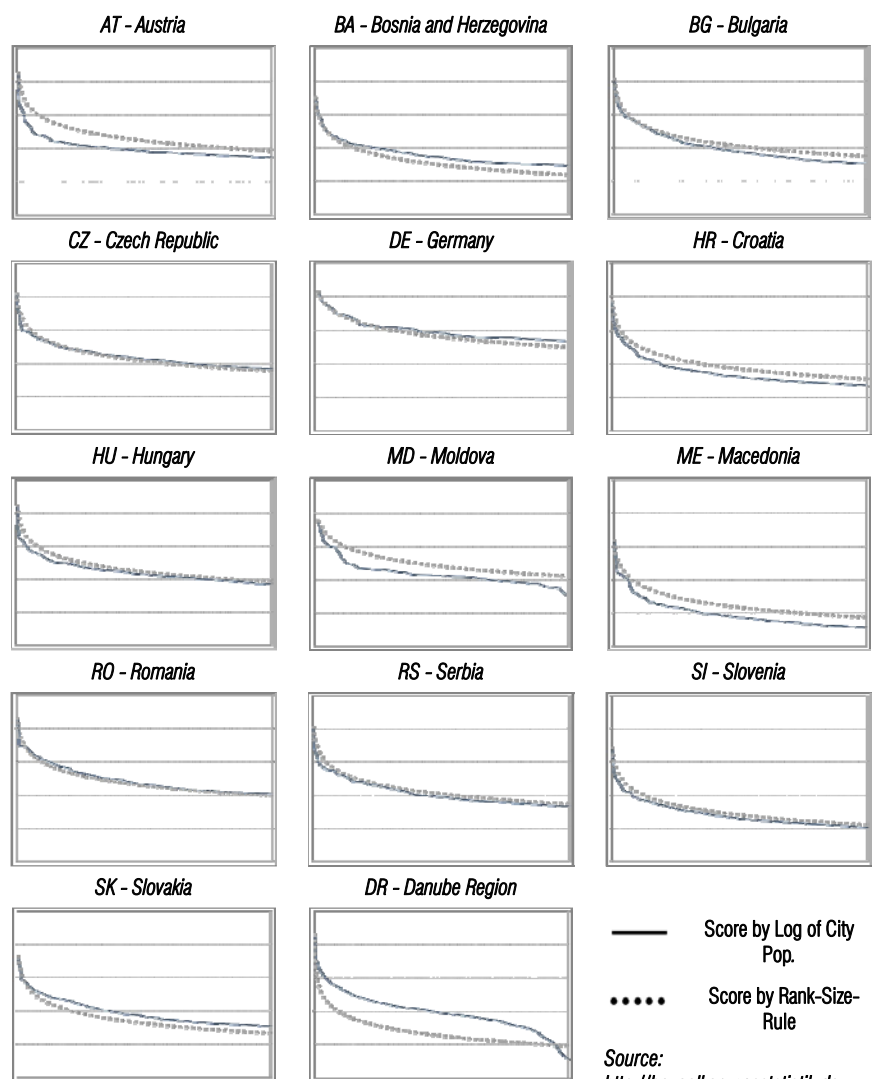 AT - Austria
BA - Bosnia and Herzegovina
BG - Bulgaria
CZ - Czech Republic
DE - Germany
HR - Croatia
HU - Hungary
MD - Moldova
ME - Macedonia
RO - Romania
RS - Serbia
SI - Slovenia
SK - Slovakia
DR - Danube Region
Score by Log of City
Pop.
Score by Rank-Size-
Rule
Source: